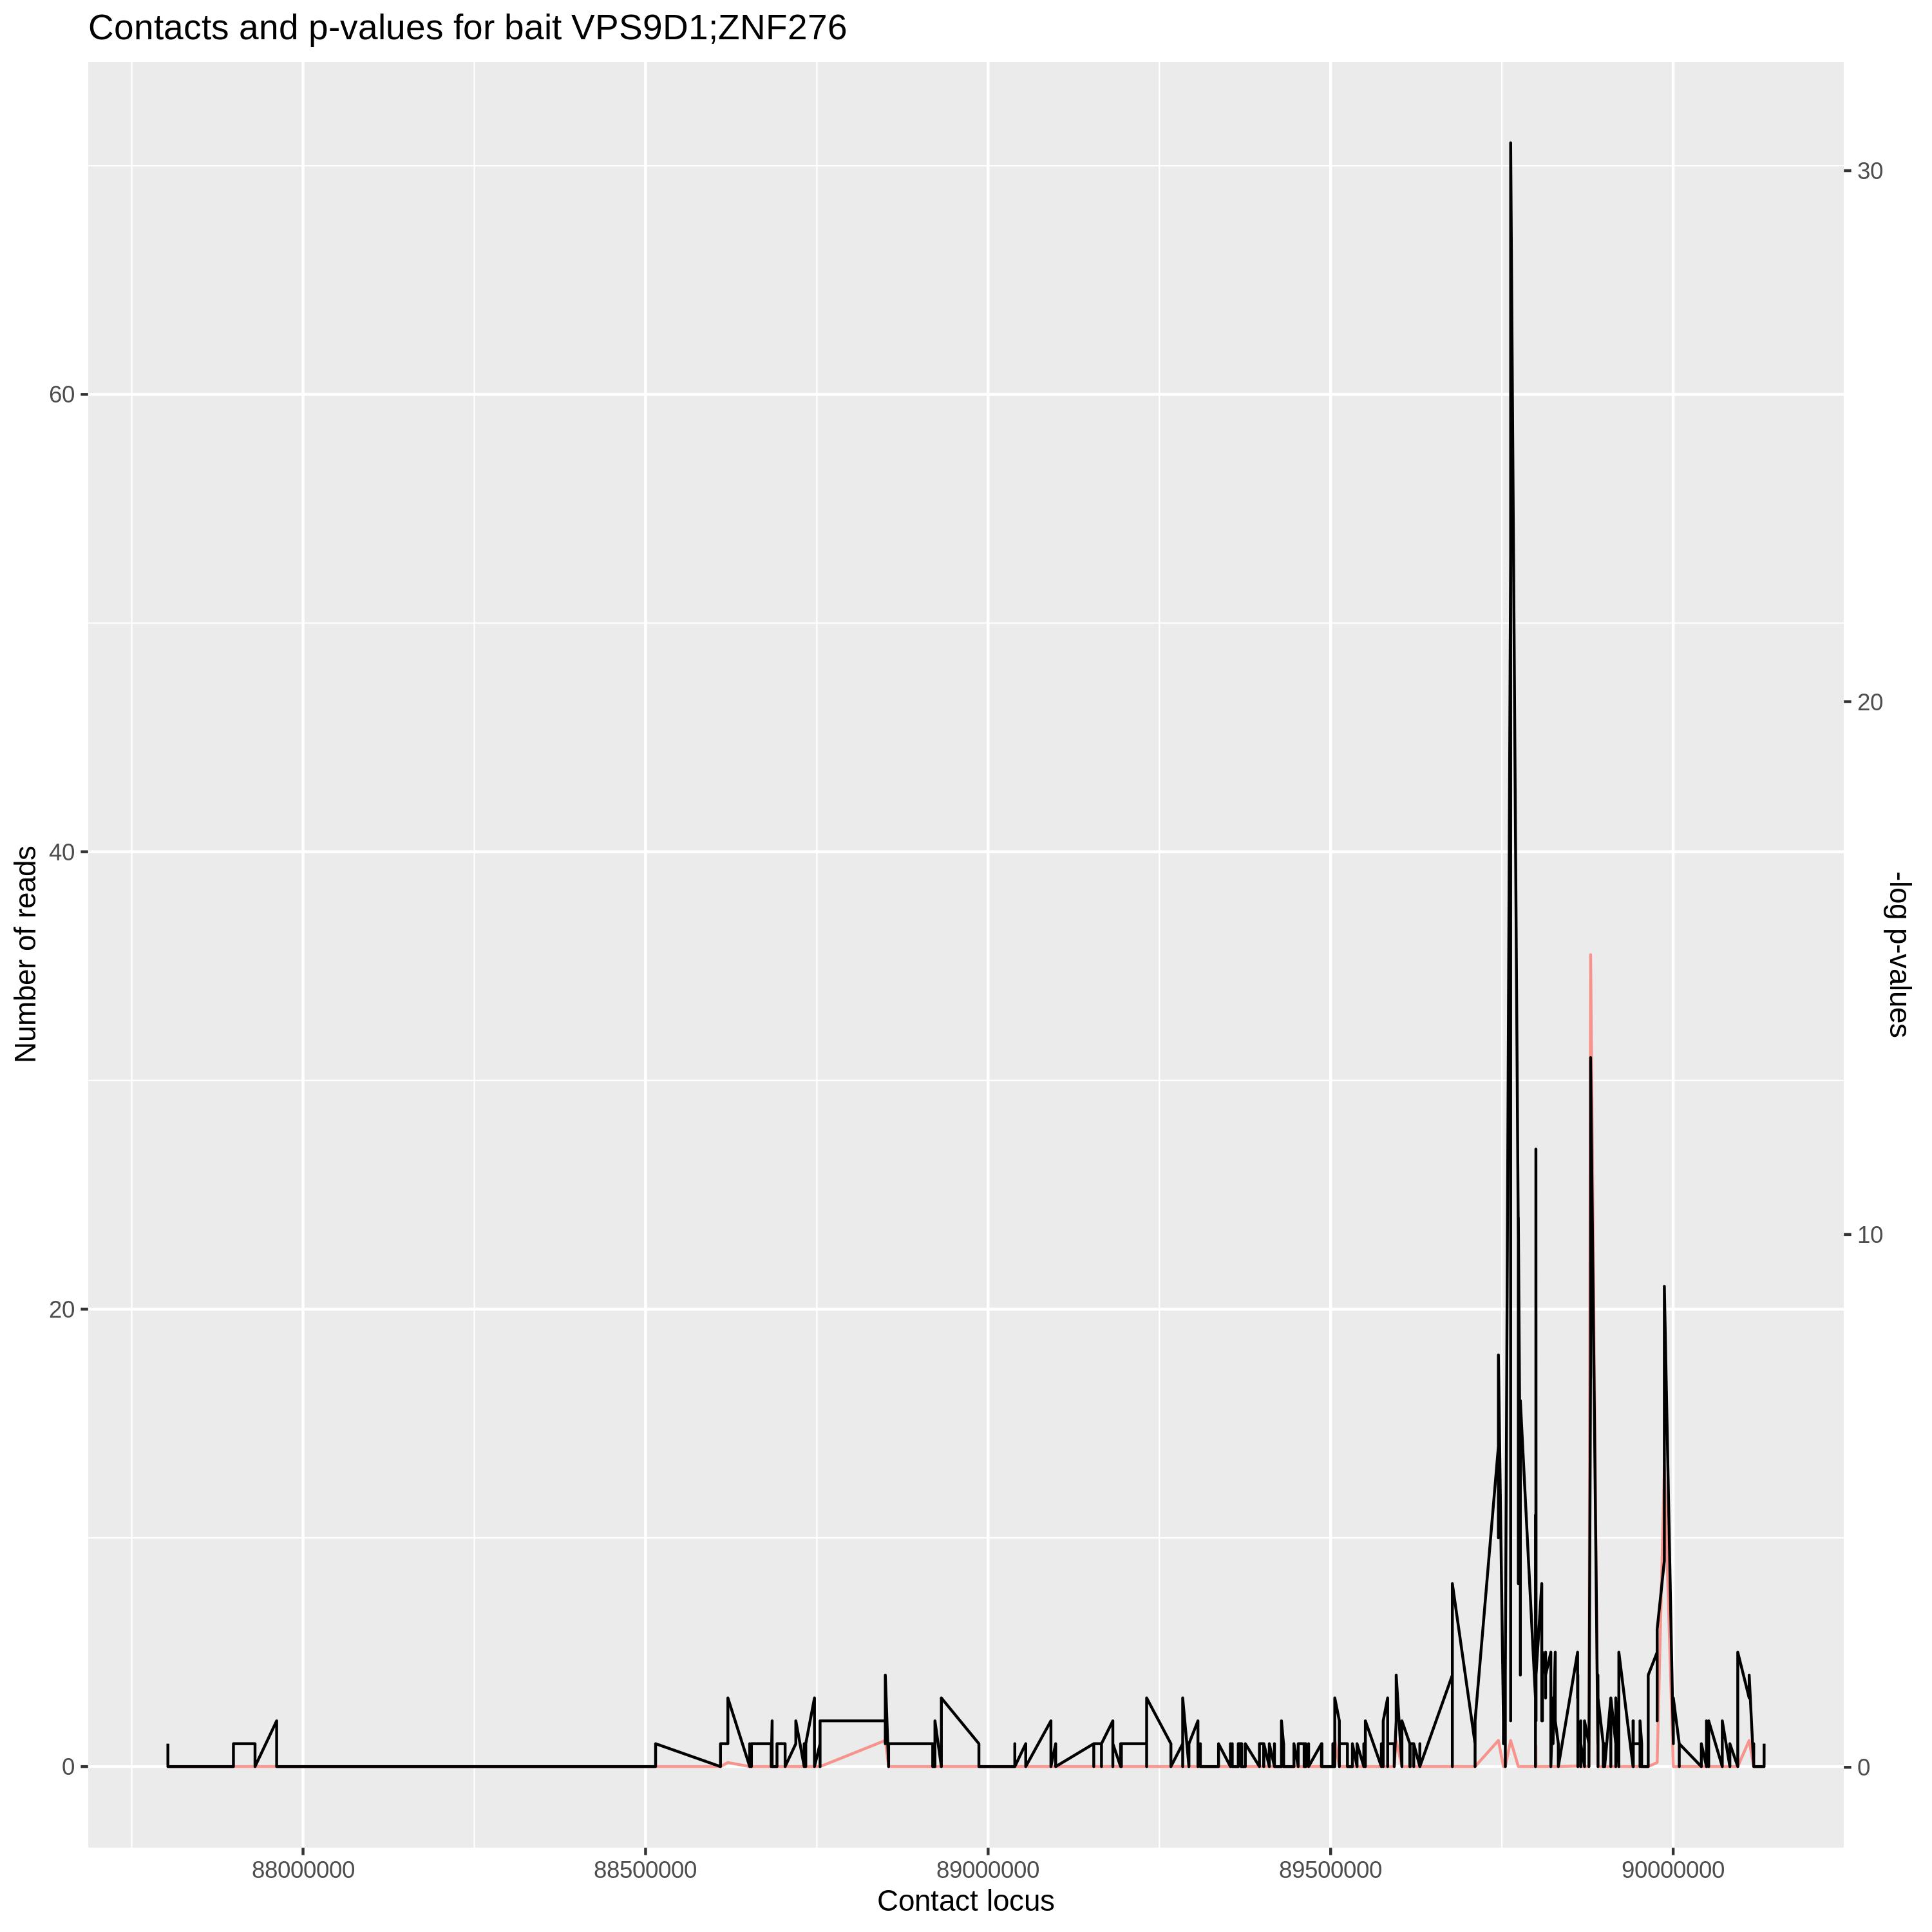 Contacts and p-values for bait VPS9D1;ZNF276
Number of reads
60
40
20
0
30
20
10
0
-log p-values
88000000 88500000 89000000 89500000 90000000
Contact locus